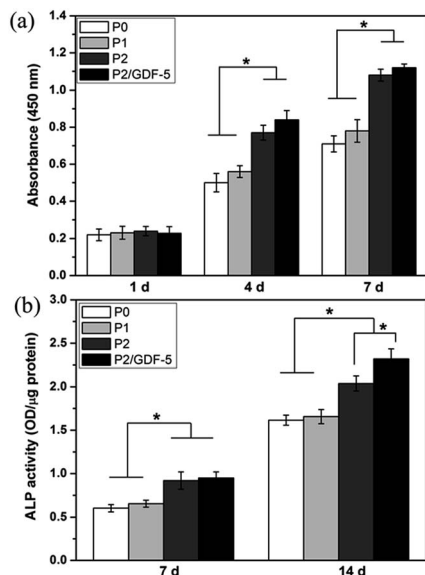 (a)
P0
P1
P2
P2/GDF-5
*
*
Absorbance (450 nm)
1.4
1.2
1.0
0.8
0.6
0.4
0.2
0.0
1 d
4 d
7 d
(b)
P0
P1
P2
P2/GDF-5
*
*
*
ALP activity (OD/μg protein)
3.0
2.5
2.0
1.5
1.0
0.5
0.0
7 d
14 d